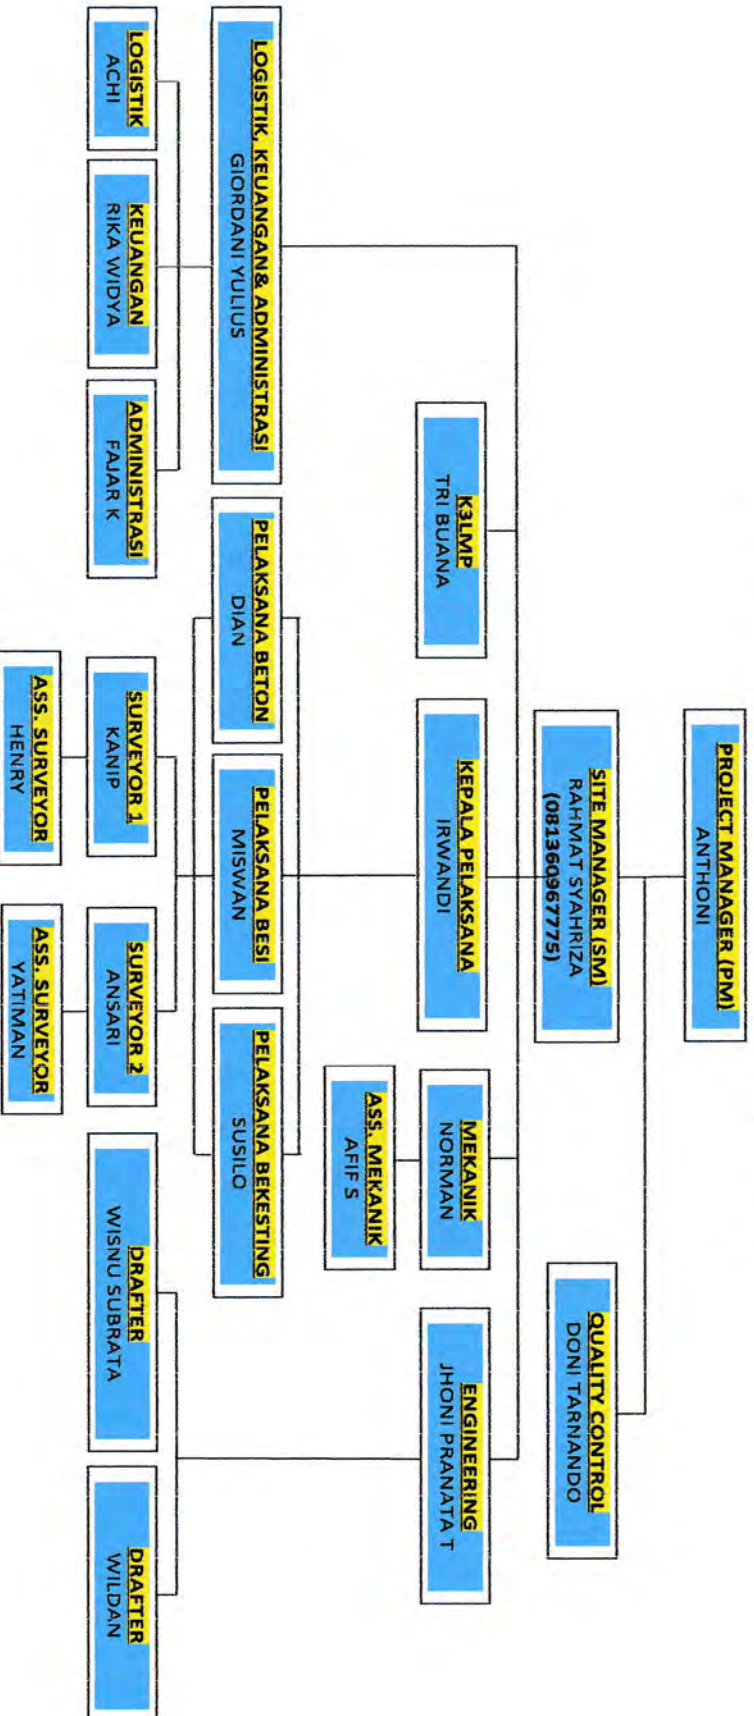 PROJECT MANAGER (PM)
ANTHONI
SITE MANAGER (SM)
RAHMAT SYAHRIZA
(081360967775)
QUALITY CONTROL
DONI TARNANDO
K3LMP
TRI BUANA
KEPALA PELAKSANA
IRWANDI
MEKANIK
NORMAN
ENGINEERING
JHONI PRANATA T
ASS. MEKANIK
AFIF S
LOGISTIK, KEUANGAN& ADMINISTRASI
GIORDANI YULIUS
PELAKSANA BETON
DIAN
PELAKSANA BESI
MISWAN
PELAKSANA BEKESTING
SUSILO
LOGISTIK
ACHI
KEUANGAN
RIKA WIDYA
ADMINISTRASI
FAJAR K
SURVEYOR 1
KANIP
SURVEYOR 2
ANSARI
DRAFTER
WISNU SUBRATA
DRAFTER
WILDAN
ASS. SURVEYOR
HENRY
ASS. SURVEYOR
YATIMAN